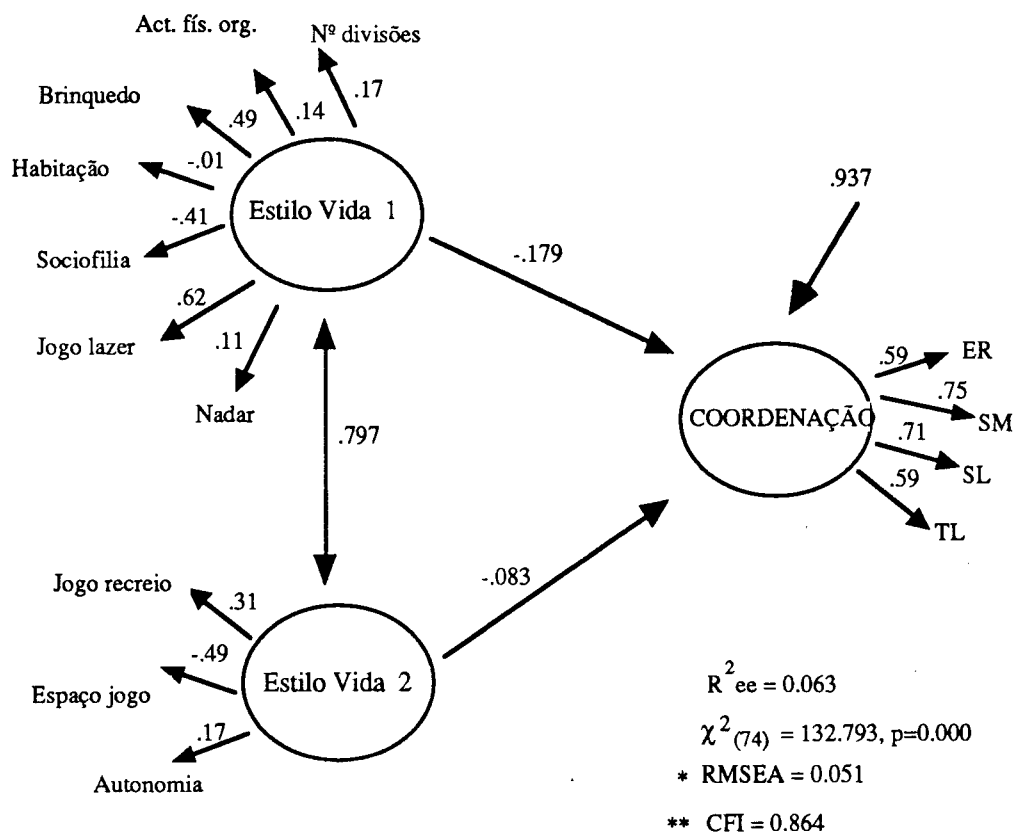 Act. fís. org.
Nº divisões
Brinquedo
.49
.14
.17
Habitação
-.01
Estilo Vida 1
.937
Sociofilia
-.41
-.179
Jogo lazer
.62
.11
Nadar
.797
COORDENAÇÃO
.59
ER
.75
SM
.71
SL
.59
TL
Jogo recreio
.31
-.083
Espaço jogo
-.49
Estilo Vida 2
.17
Autonomia
R²ee = 0.063
χ²(74) = 132.793, p=0.000
* RMSEA = 0.051
** CFI = 0.864